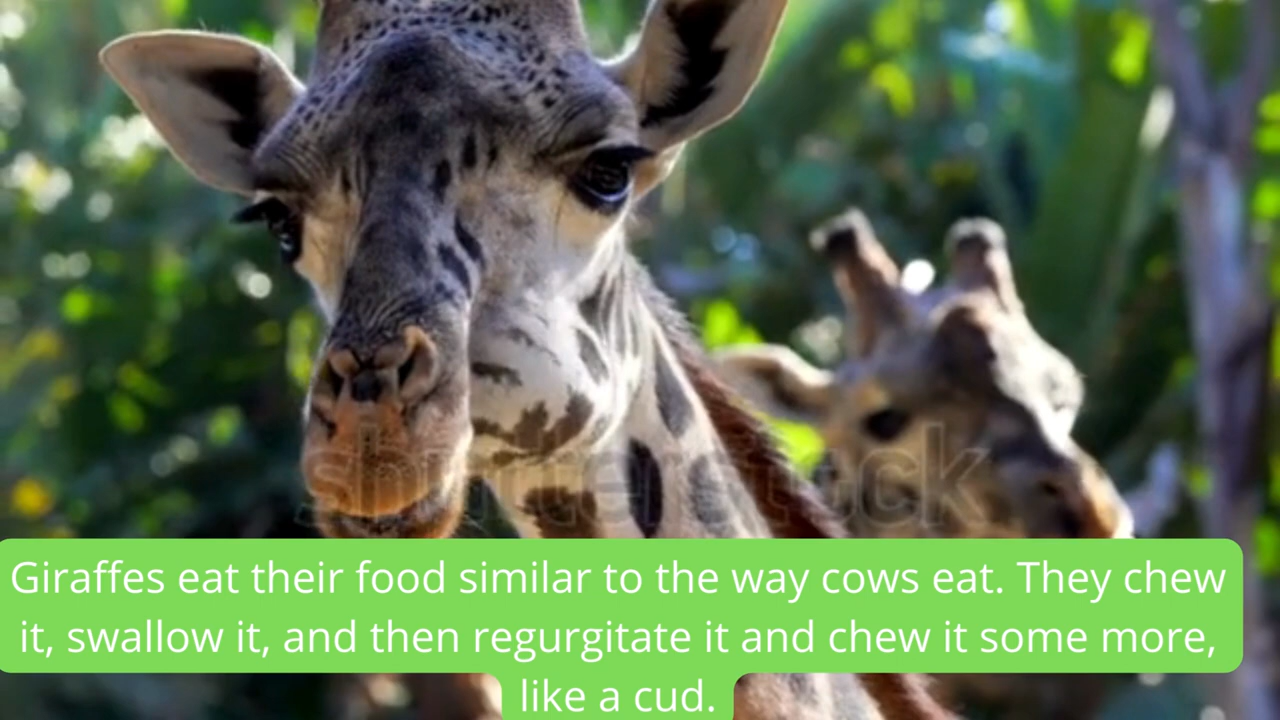 shutterstock
Giraffes eat their food similar to the way cows eat. They chew
it, swallow it, and then regurgitate it and chew it some more,
like a cud.